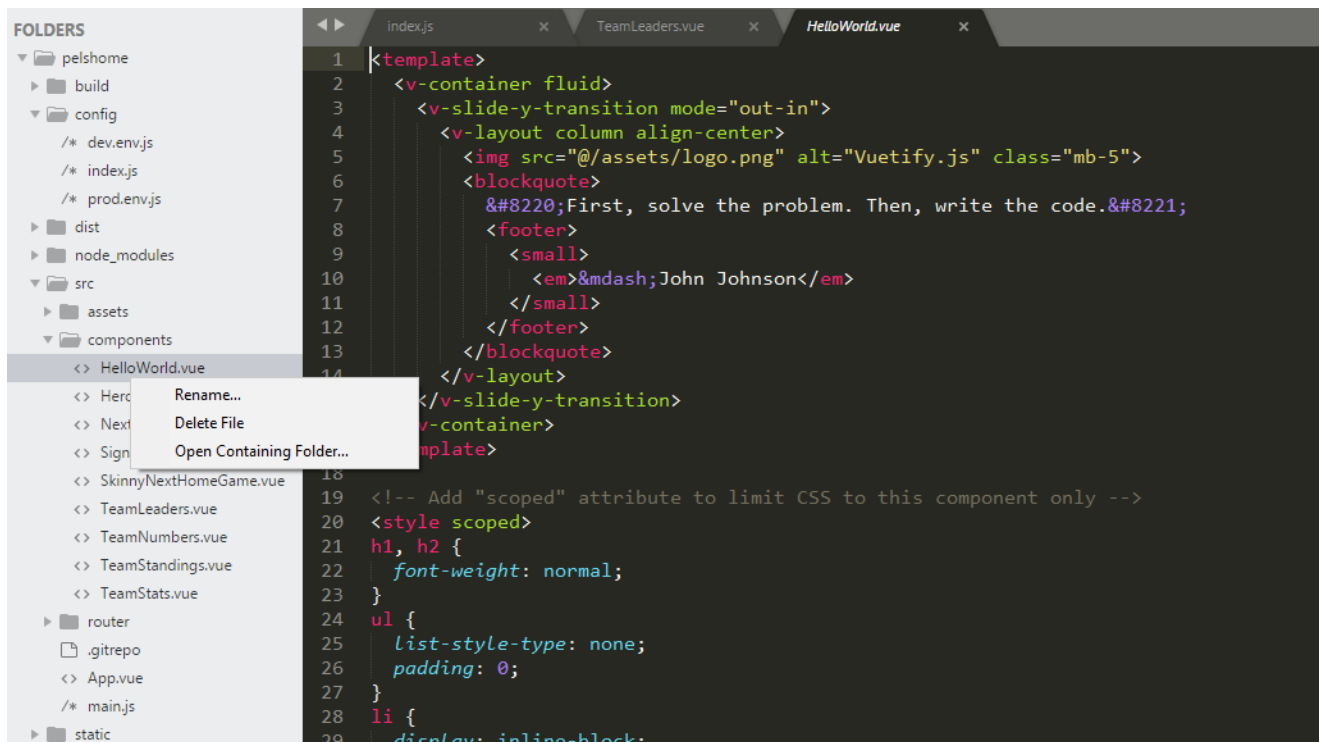 FOLDERS
pelshome
build
config
/* dev.env.js
/* index.js
/* prod.env.js
dist
node_modules
src
assets
components
<> HelloWorld.vue
<> Herc
<> Next
<> Sign
<> SkinnyNextHomeGame.vue
<> TeamLeaders.vue
<> TeamNumbers.vue
<> TeamStandings.vue
<> TeamStats.vue
router
.gitrepo
<> App.vue
/* main.js
static
Rename...
Delete File
Open Containing Folder...
index.js × TeamLeaders.vue × HelloWorld.vue ×
1 <template>
2 <v-container fluid>
3 <v-slide-y-transition mode="out-in">
4 <v-layout column align-center>
5 <img src="@/assets/logo.png" alt="Vuetify.js" class="mb-5">
6 <blockquote>
7 &#8220;First, solve the problem. Then, write the code.&#8221;
8 <footer>
9 <small>
10 <em>&mdash;John Johnson</em>
11 </small>
12 </footer>
13 </blockquote>
14 </v-layout>
</v-slide-y-transition>
v-container>
mplate>
18
19 <!-- Add "scoped" attribute to limit CSS to this component only -->
20 <style scoped>
21 h1, h2 {
22 font-weight: normal;
23 }
24 ul {
25 list-style-type: none;
26 padding: 0;
27 }
28 li {
29 display: inline-block;